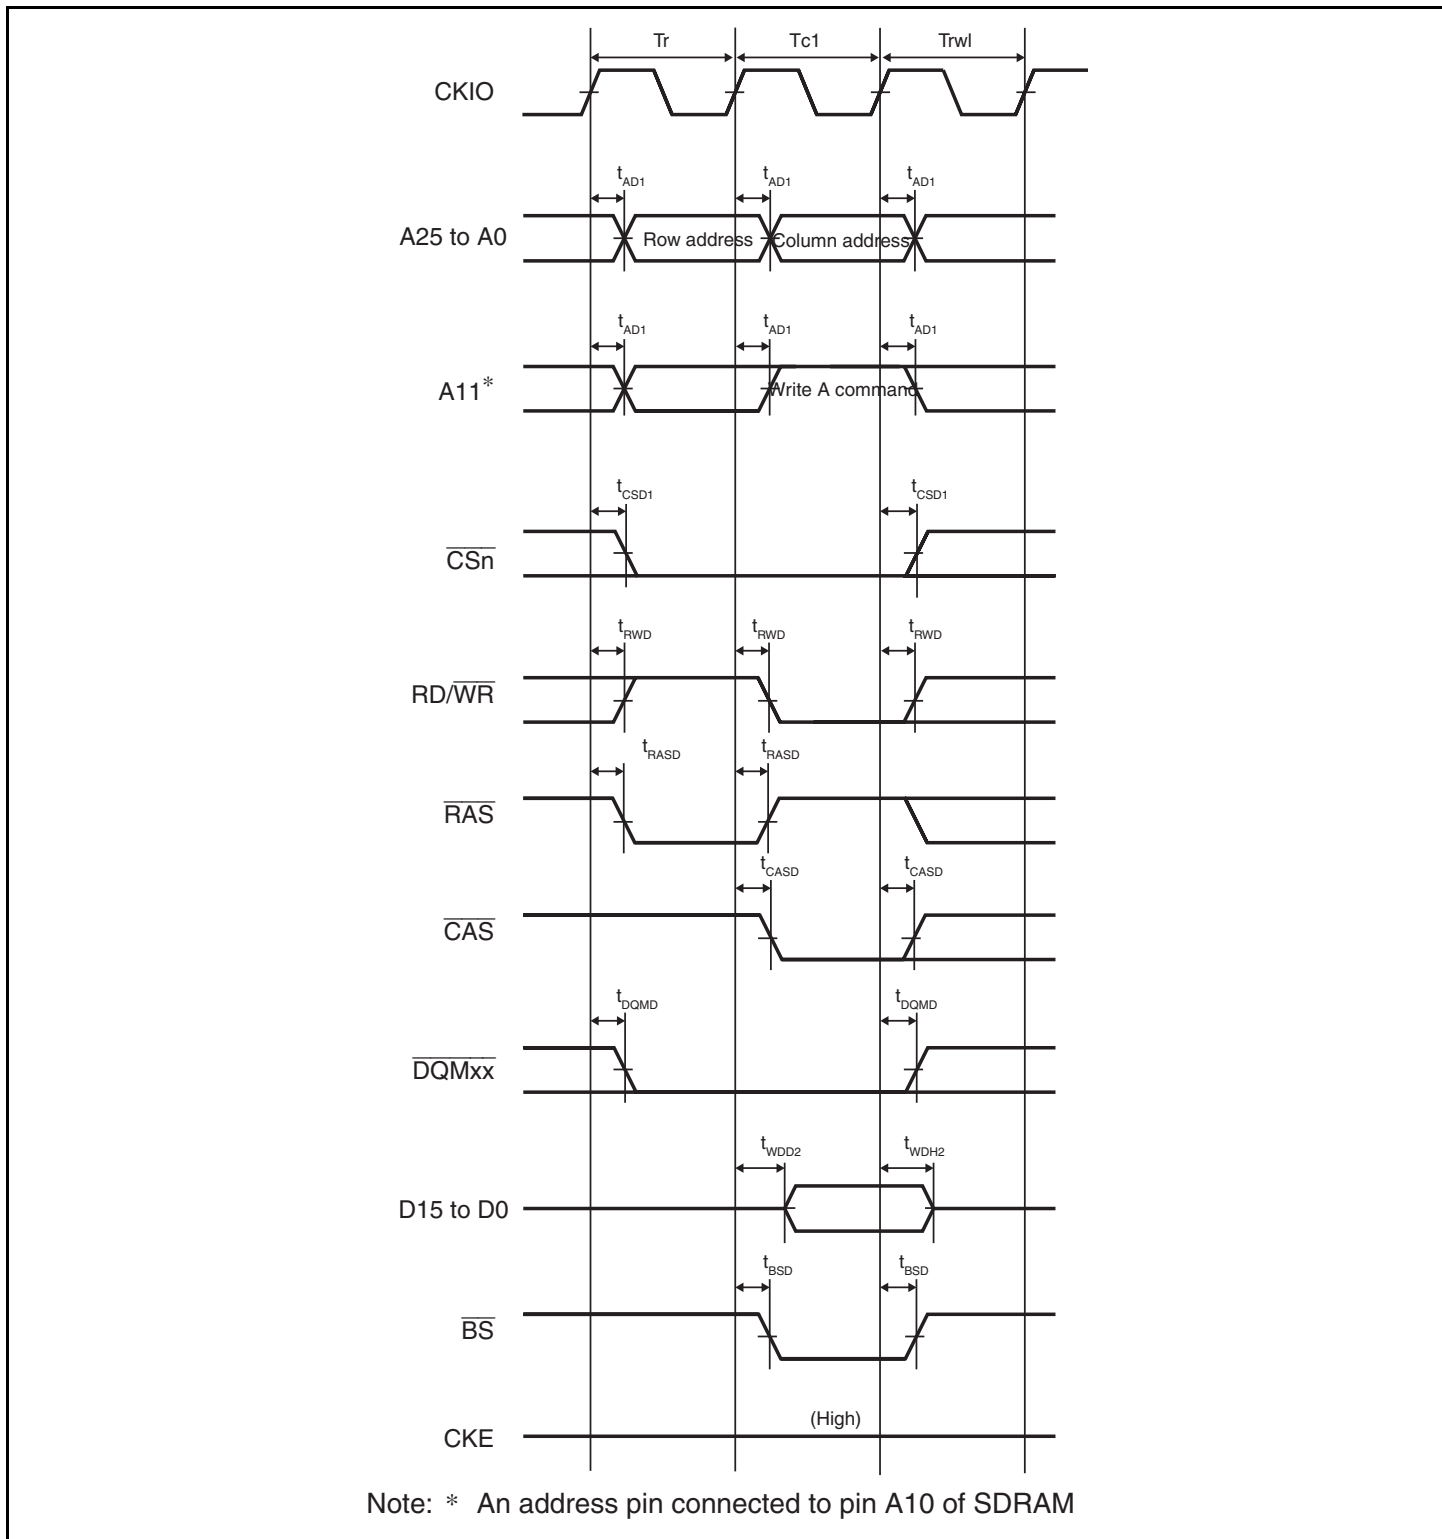 Tr Tc1 Trwl
CKIO
tAD1 tAD1 tAD1
A25 to A0 Row address Column address
tAD1 tAD1 tAD1
A11* Write A command
tCSD1 tCSD1
CSn
tRWD tRWD tRWD
RD/WR
tRASD tRASD
RAS
tCASD tCASD
CAS
tDQMD tDQMD
DQMxx
tWDD2 tWDH2
D15 to D0
tBSD tBSD
BS
(High)
CKE
Note: * An address pin connected to pin A10 of SDRAM